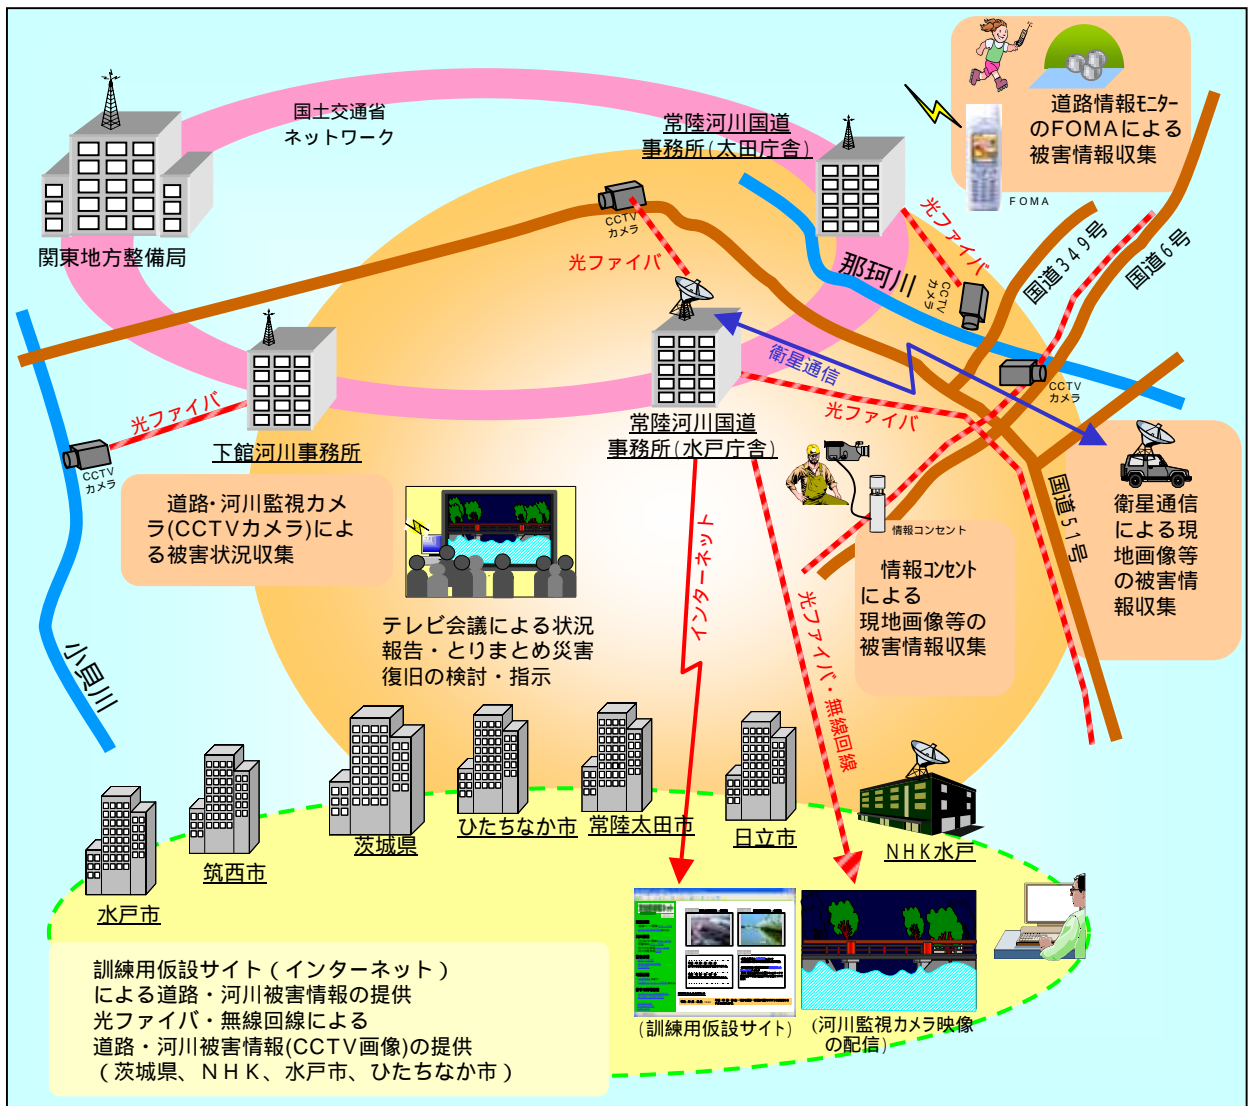 国土交通省
ネットワーク
常陸河川国道
事務所(太田庁舎)
道路情報ﾓﾆﾀｰ
のFOMAによる
被害情報収集
FOMA
関東地方整備局
CCTV
カメラ
光ファイバ
光ファイバ
CCTV
カメラ
那珂川
国道349号
国道6号
衛星通信
光ファイバ
CCTV
カメラ
光ファイバ
CCTV
カメラ
下館河川事務所
常陸河川国道
事務所(水戸庁舎)
道路・河川監視カメ
ラ(CCTVカメラ)によ
る被害状況収集
情報コンセント
国道51号
衛星通信
による現
地画像等
の被害情
報収集
情報ｺﾝｾﾝﾄ
による
現地画像等の
被害情報収集
インターネット
光ファイバ・無線回線
テレビ会議による状況
報告・とりまとめ災害
復旧の検討・指示
小貝川
水戸市
筑西市
茨城県
ひたちなか市
常陸太田市
日立市
NHK水戸
訓練用仮設サイト（インターネット）
による道路・河川被害情報の提供
光ファイバ・無線回線による
道路・河川被害情報(CCTV画像)の提供
（茨城県、NHK、水戸市、ひたちなか市）
(訓練用仮設サイト)
(河川監視カメラ映像
の配信)